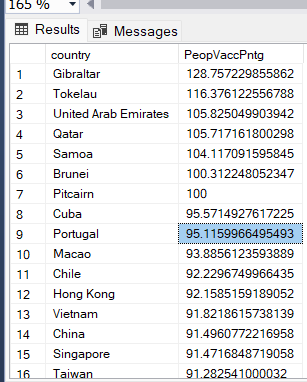 165 %
Results Messages
country PeopVaccPntg
1 Gibraltar 128.757229855862
2 Tokelau 116.376122556788
3 United Arab Emirates 105.825049903942
4 Qatar 105.717161800298
5 Samoa 104.117091595845
6 Brunei 100.312248052347
7 Pitcairn 100
8 Cuba 95.5714927617225
9 Portugal 95.1159966495493
10 Macao 93.8856123593889
11 Chile 92.2296749966435
12 Hong Kong 92.1585159189052
13 Vietnam 91.8218615738139
14 China 91.4960772216958
15 Singapore 91.4716848719058
16 Taiwan 91.282541000032